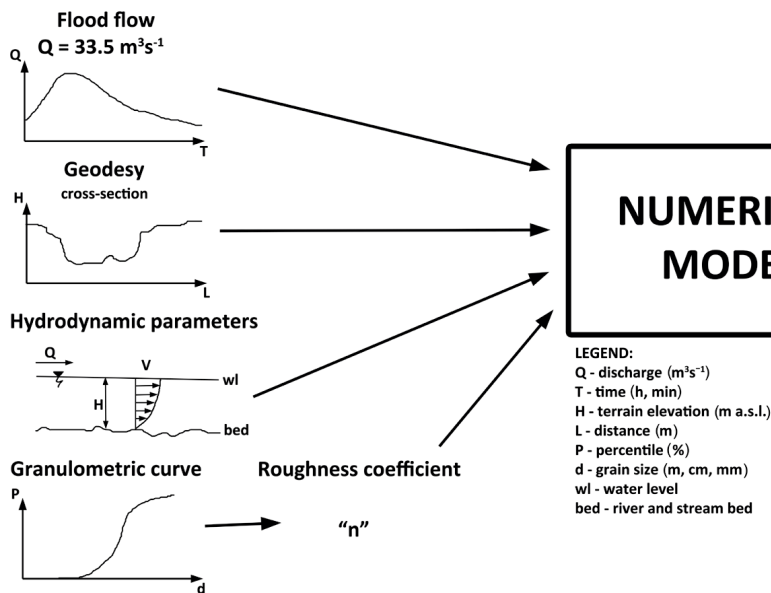 Flood flow
Q = 33.5 m³s⁻¹
Q
T
Geodesy
cross-section
H
L
Hydrodynamic parameters
Q
V
wl
H
bed
Granulometric curve
Roughness coefficient
P
"n"
d
NUMERI
MODE
LEGEND:
Q - discharge (m³s⁻¹)
T - time (h, min)
H - terrain elevation (m a.s.l.)
L - distance (m)
P - percentile (%)
d - grain size (m, cm, mm)
wl - water level
bed - river and stream bed